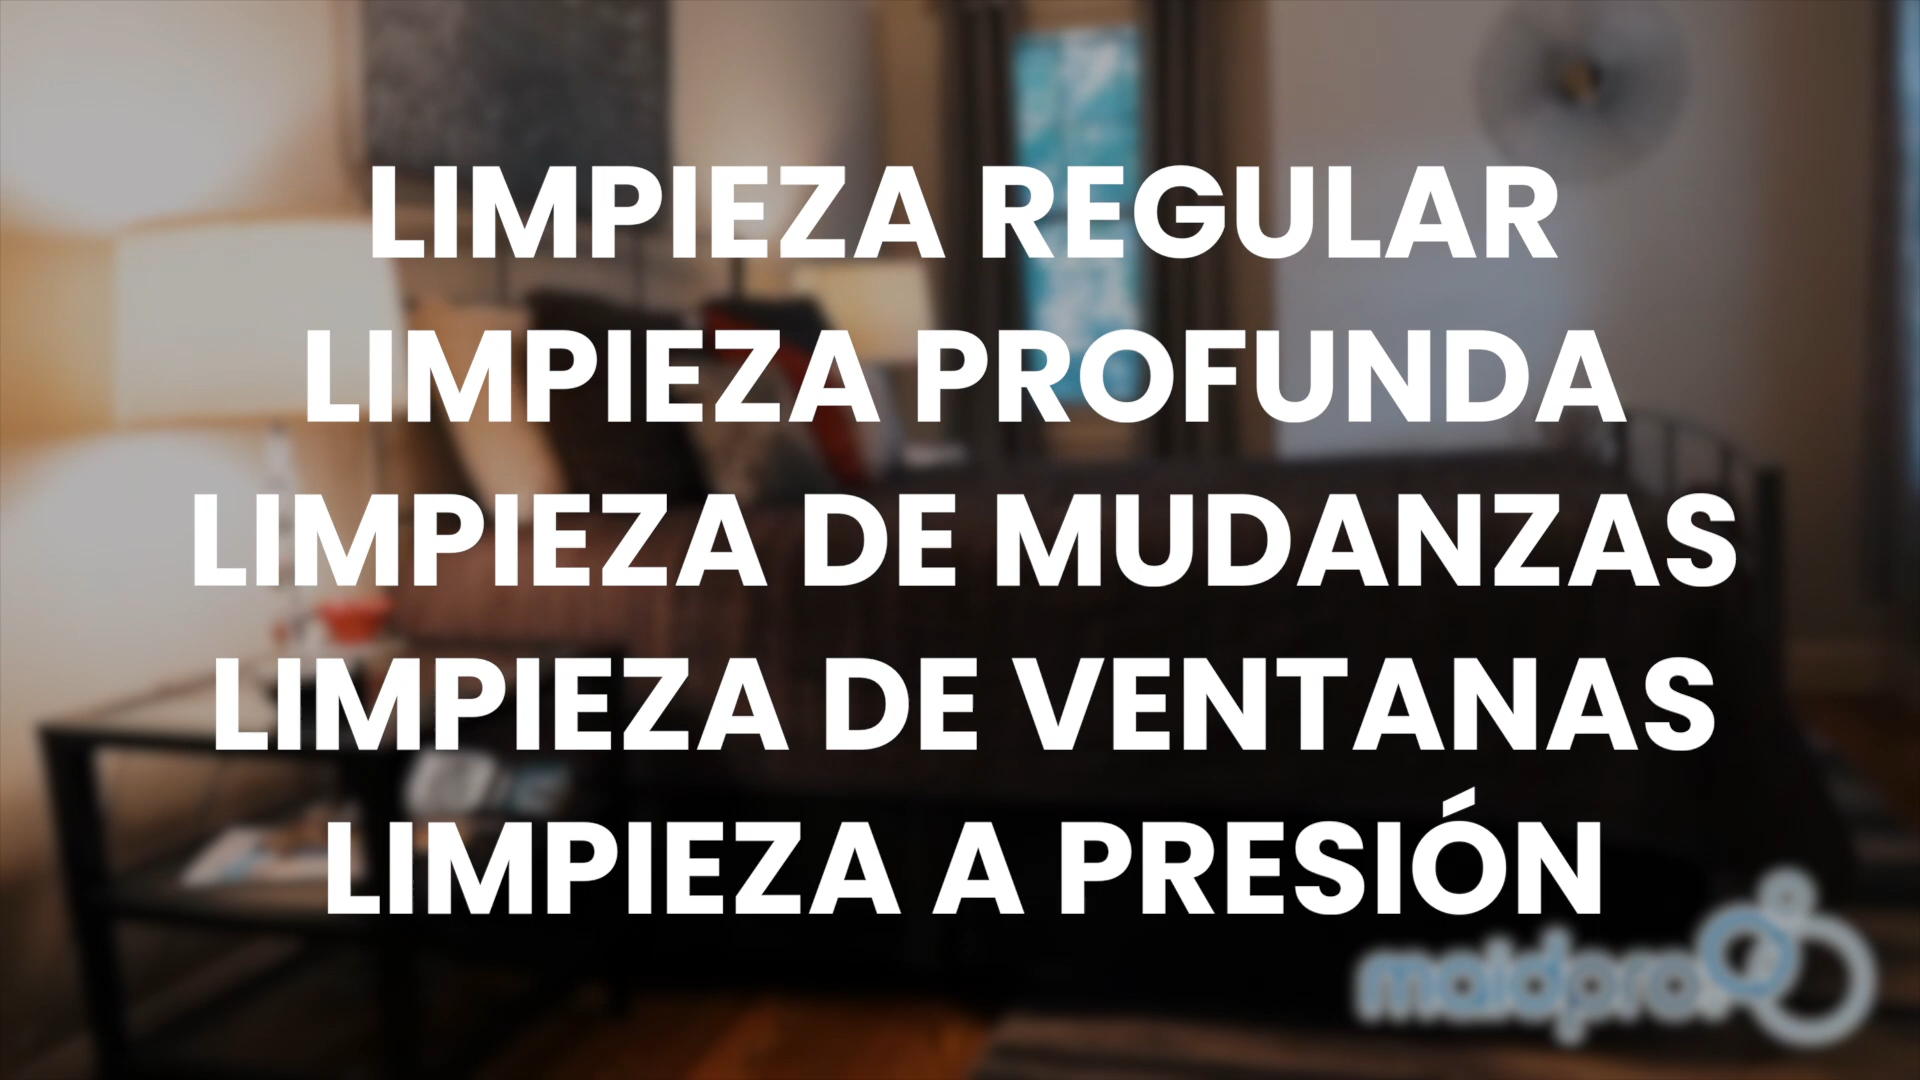 LIMPIEZA REGULAR
LIMPIEZA PROFUNDA
LIMPIEZA DE MUDANZAS
LIMPIEZA DE VENTANAS
LIMPIEZA A PRESIÓN
maidpro